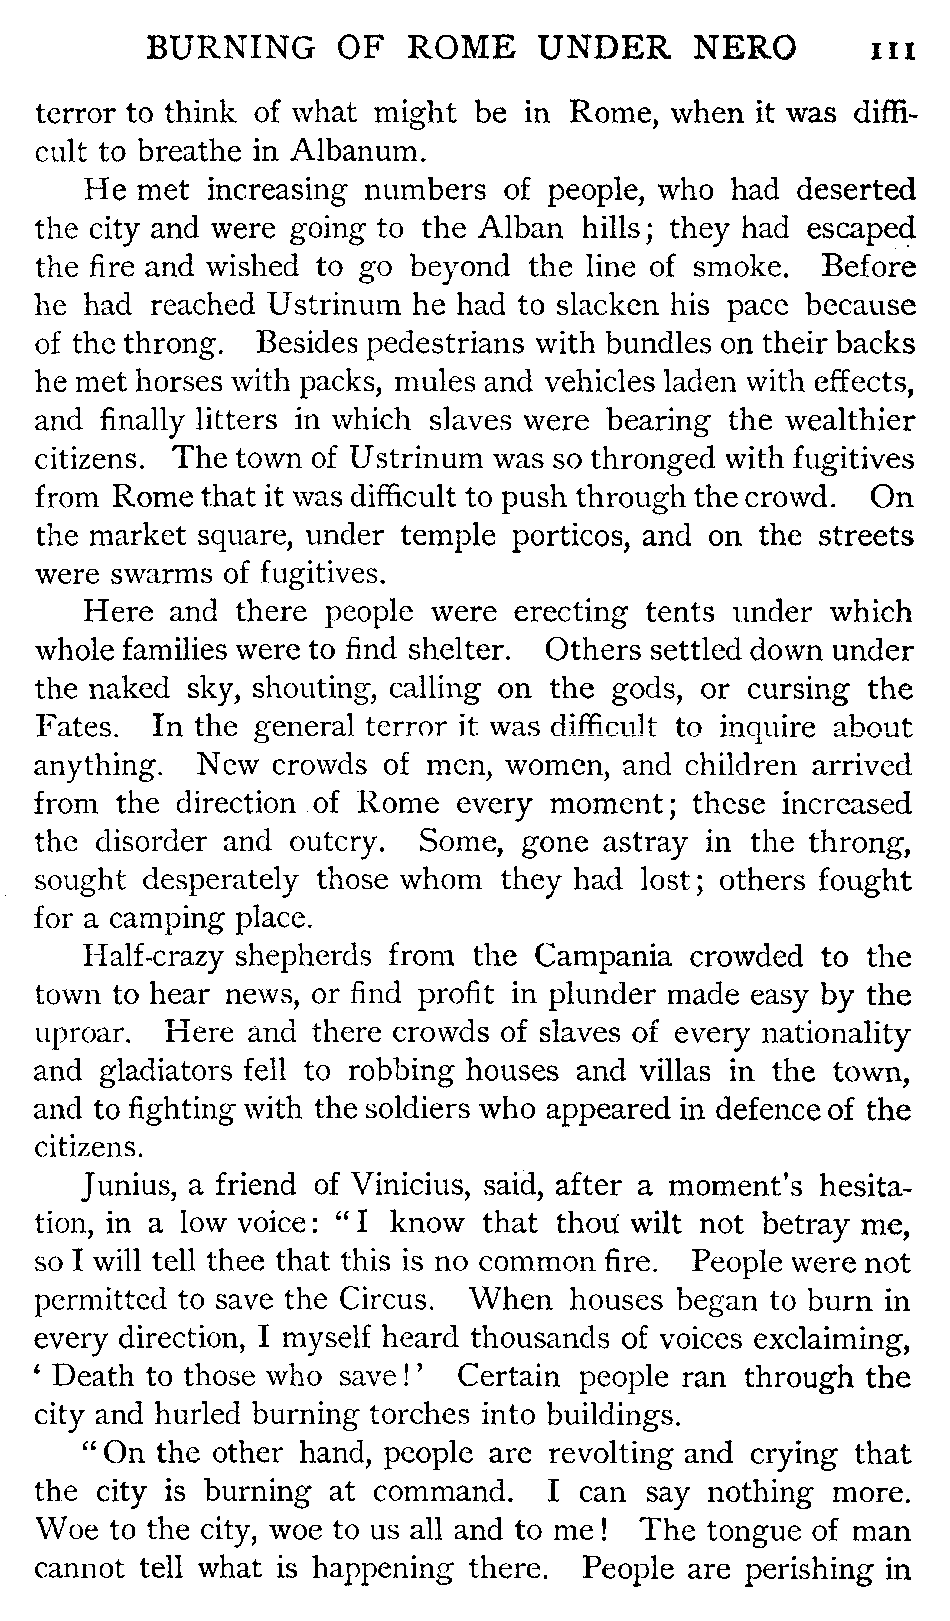 BURNING OF ROME UNDER NERO 111
terror to think of what might be in Rome, when it was diffi-
cult to breathe in Albanum.
He met increasing numbers of people, who had deserted
the city and were going to the Alban hills; they had escaped
the fire and wished to go beyond the line of smoke. Before
he had reached Ustrinum he had to slacken his pace because
of the throng. Besides pedestrians with bundles on their backs
he met horses with packs, mules and vehicles laden with effects,
and finally litters in which slaves were bearing the wealthier
citizens. The town of Ustrinum was so thronged with fugitives
from Rome that it was difficult to push through the crowd. On
the market square, under temple porticos, and on the streets
were swarms of fugitives.
Here and there people were erecting tents under which
whole families were to find shelter. Others settled down under
the naked sky, shouting, calling on the gods, or cursing the
Fates. In the general terror it was difficult to inquire about
anything. New crowds of men, women, and children arrived
from the direction of Rome every moment; these increased
the disorder and outcry. Some, gone astray in the throng,
sought desperately those whom they had lost; others fought
for a camping place.
Half-crazy shepherds from the Campania crowded to the
town to hear news, or find profit in plunder made easy by the
uproar. Here and there crowds of slaves of every nationality
and gladiators fell to robbing houses and villas in the town,
and to fighting with the soldiers who appeared in defence of the
citizens.
Junius, a friend of Vinicius, said, after a moment's hesita-
tion, in a low voice: "I know that thou wilt not betray me,
so I will tell thee that this is no common fire. People were not
permitted to save the Circus. When houses began to burn in
every direction, I myself heard thousands of voices exclaiming,
'Death to those who save!' Certain people ran through the
city and hurled burning torches into buildings.
"On the other hand, people are revolting and crying that
the city is burning at command. I can say nothing more.
Woe to the city, woe to us all and to me! The tongue of man
cannot tell what is happening there. People are perishing in